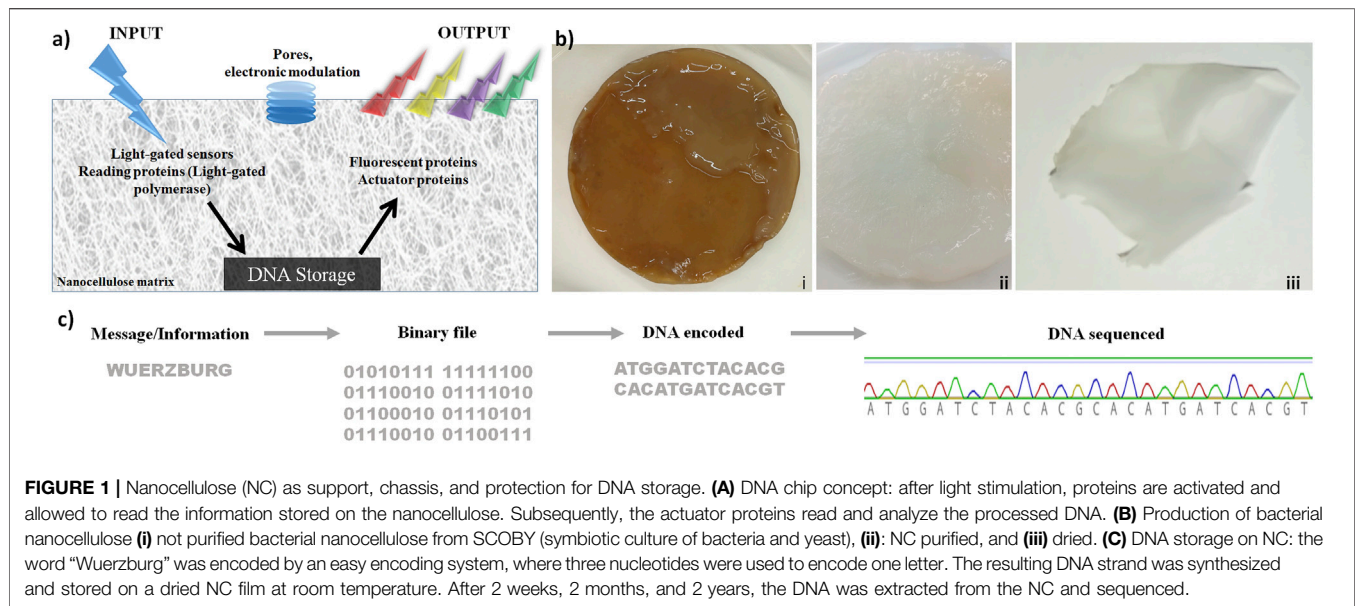 a)
INPUT
OUTPUT
Pores,
electronic modulation
Light-gated sensors
Reading proteins (Light-gated
polymerase)
Fluorescent proteins
Actuator proteins
DNA Storage
Nanocellulose matrix
b)
i
ii
iii
c)
Message/Information
Binary file
DNA encoded
DNA sequenced
WUERZBURG
01010111 11111100
01110010 01111010
01100010 01110101
01110010 01100111
ATGGATCTACACG
CACATGATCACGT
A T G G A T C T A C A C G C A C A T G A T C A C G T
FIGURE 1 | Nanocellulose (NC) as support, chassis, and protection for DNA storage. (A) DNA chip concept: after light stimulation, proteins are activated and
allowed to read the information stored on the nanocellulose. Subsequently, the actuator proteins read and analyze the processed DNA. (B) Production of bacterial
nanocellulose (i) not purified bacterial nanocellulose from SCOBY (symbiotic culture of bacteria and yeast), (ii): NC purified, and (iii) dried. (C) DNA storage on NC: the
word “Wuerzburg” was encoded by an easy encoding system, where three nucleotides were used to encode one letter. The resulting DNA strand was synthesized
and stored on a dried NC film at room temperature. After 2 weeks, 2 months, and 2 years, the DNA was extracted from the NC and sequenced.